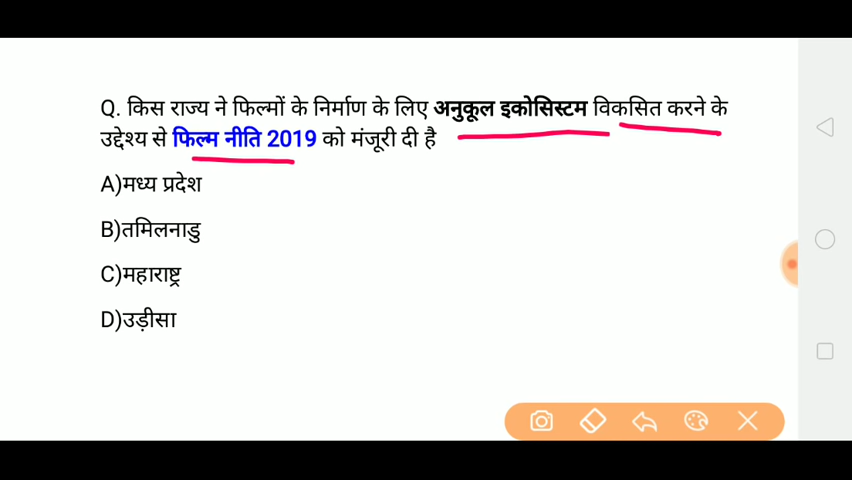 Q. किस राज्य ने फिल्मों के निर्माण के लिए अनुकूल इकोसिस्टम विकसित करने के
उद्देश्य से फिल्म नीति 2019 को मंजूरी दी है
A)मध्य प्रदेश
B)तमिलनाडु
C)महाराष्ट्र
D)उड़ीसा